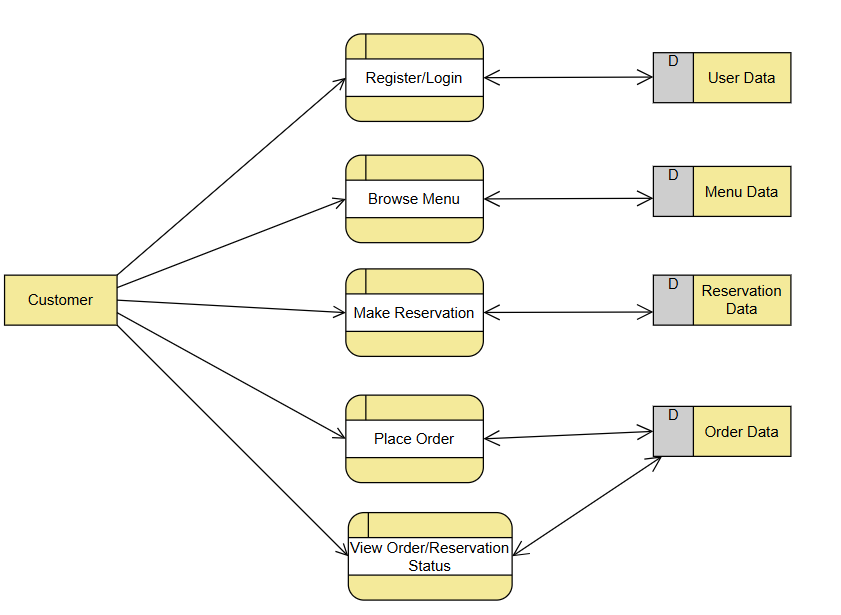 Register/Login
D
User Data
Browse Menu
D
Menu Data
Customer
Make Reservation
D
Reservation
Data
Place Order
D
Order Data
View Order/Reservation
Status